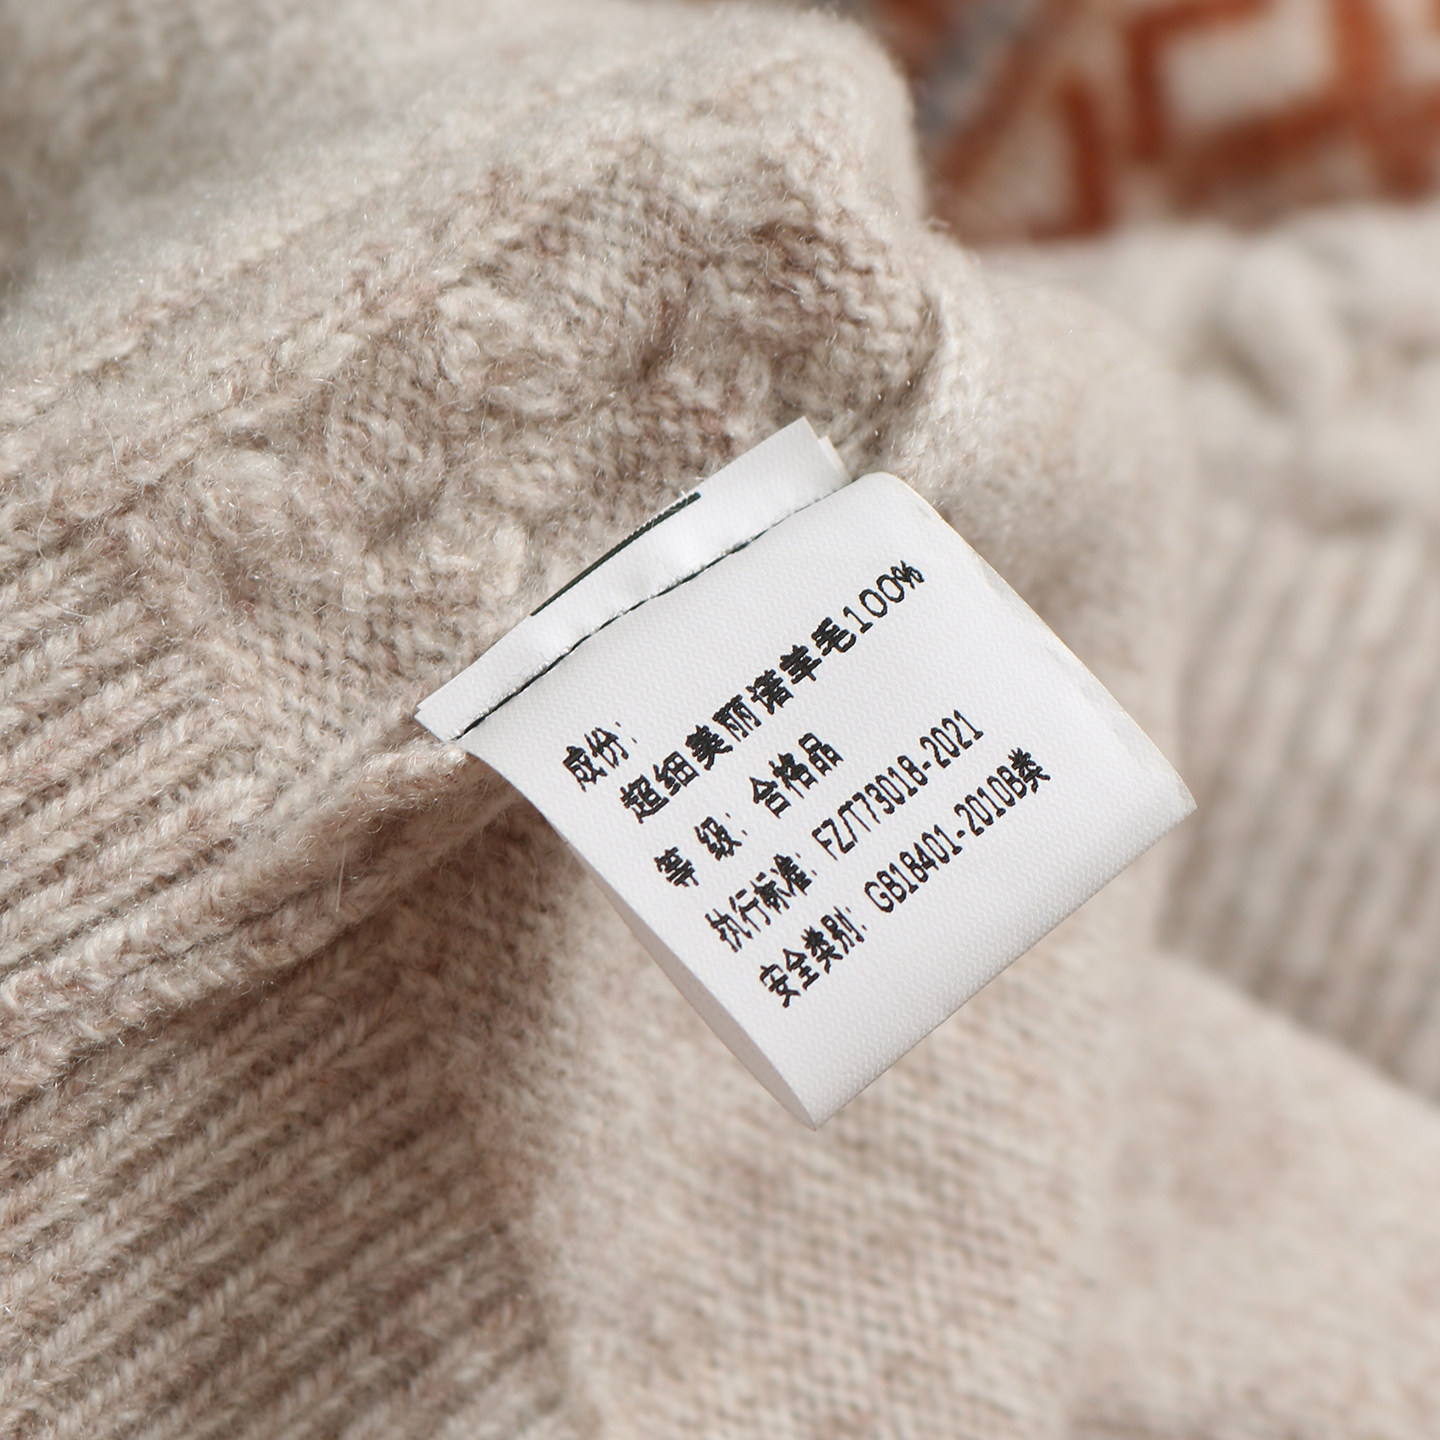 成份:
超细美丽诺羊毛100%
等 级: 合格品
执行标准: FZ/T73018-2021
安全类别: GB18401-2010B类